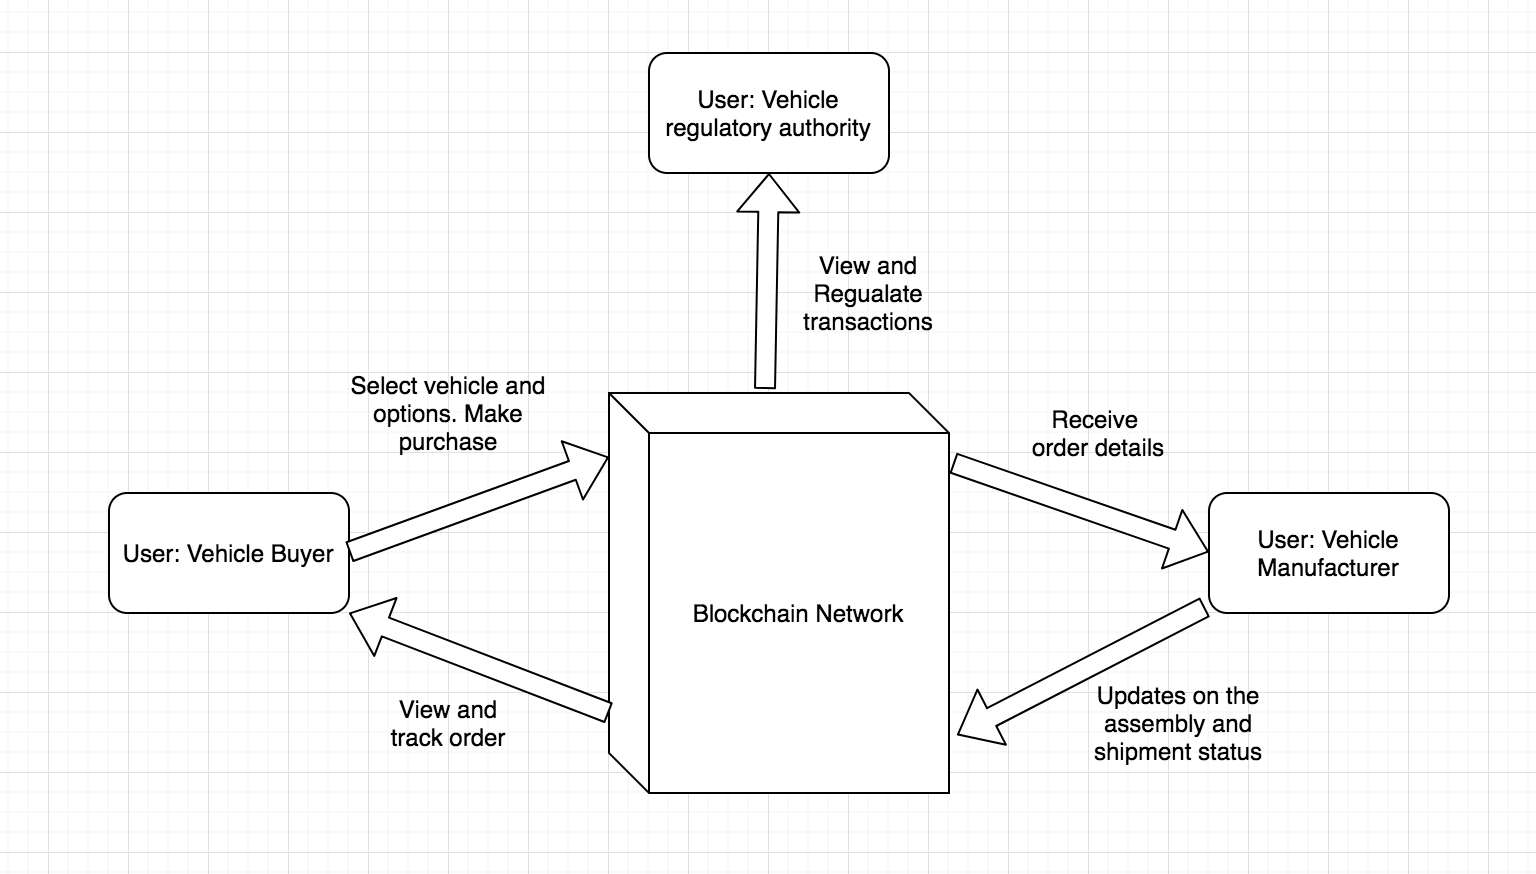 User: Vehicle
regulatory authority
View and
Regualate
transactions
Select vehicle and
options. Make
purchase
Receive
order details
User: Vehicle Buyer
User: Vehicle
Manufacturer
Blockchain Network
View and
track order
Updates on the
assembly and
shipment status